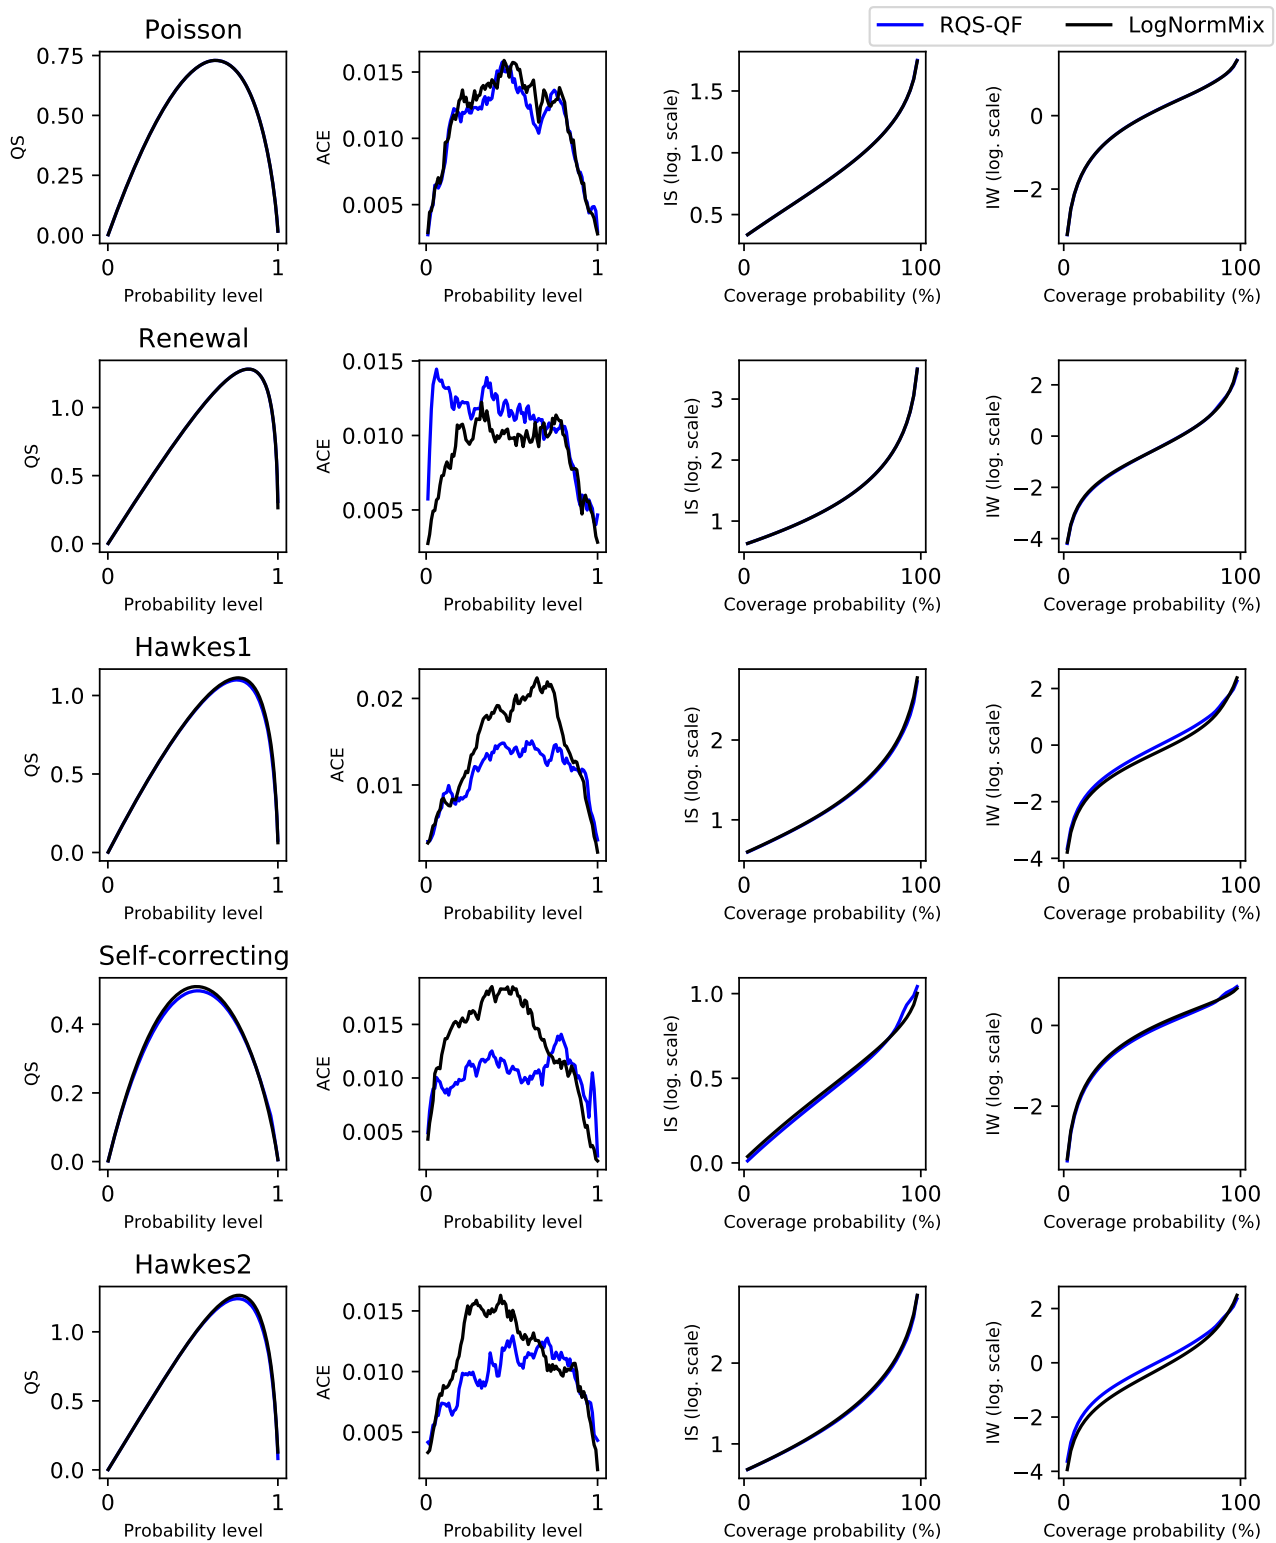 RQS-QF LogNormMix
Poisson
QS
0.75
0.50
0.25
0.00
0 1
Probability level
ACE
0.015
0.010
0.005
0 1
Probability level
IS (log. scale)
1.5
1.0
0.5
0 100
Coverage probability (%)
IW (log. scale)
0
−2
0 100
Coverage probability (%)
Renewal
QS
1.0
0.5
0.0
0 1
Probability level
ACE
0.015
0.010
0.005
0 1
Probability level
IS (log. scale)
3
2
1
0 100
Coverage probability (%)
IW (log. scale)
2
0
−2
−4
0 100
Coverage probability (%)
Hawkes1
QS
1.0
0.5
0.0
0 1
Probability level
ACE
0.02
0.01
0 1
Probability level
IS (log. scale)
2
1
0 100
Coverage probability (%)
IW (log. scale)
2
0
−2
−4
0 100
Coverage probability (%)
Self-correcting
QS
0.4
0.2
0.0
0 1
Probability level
ACE
0.015
0.010
0.005
0 1
Probability level
IS (log. scale)
1.0
0.5
0.0
0 100
Coverage probability (%)
IW (log. scale)
0
−2
0 100
Coverage probability (%)
Hawkes2
QS
1.0
0.5
0.0
0 1
Probability level
ACE
0.015
0.010
0.005
0 1
Probability level
IS (log. scale)
2
1
0 100
Coverage probability (%)
IW (log. scale)
2
0
−2
−4
0 100
Coverage probability (%)